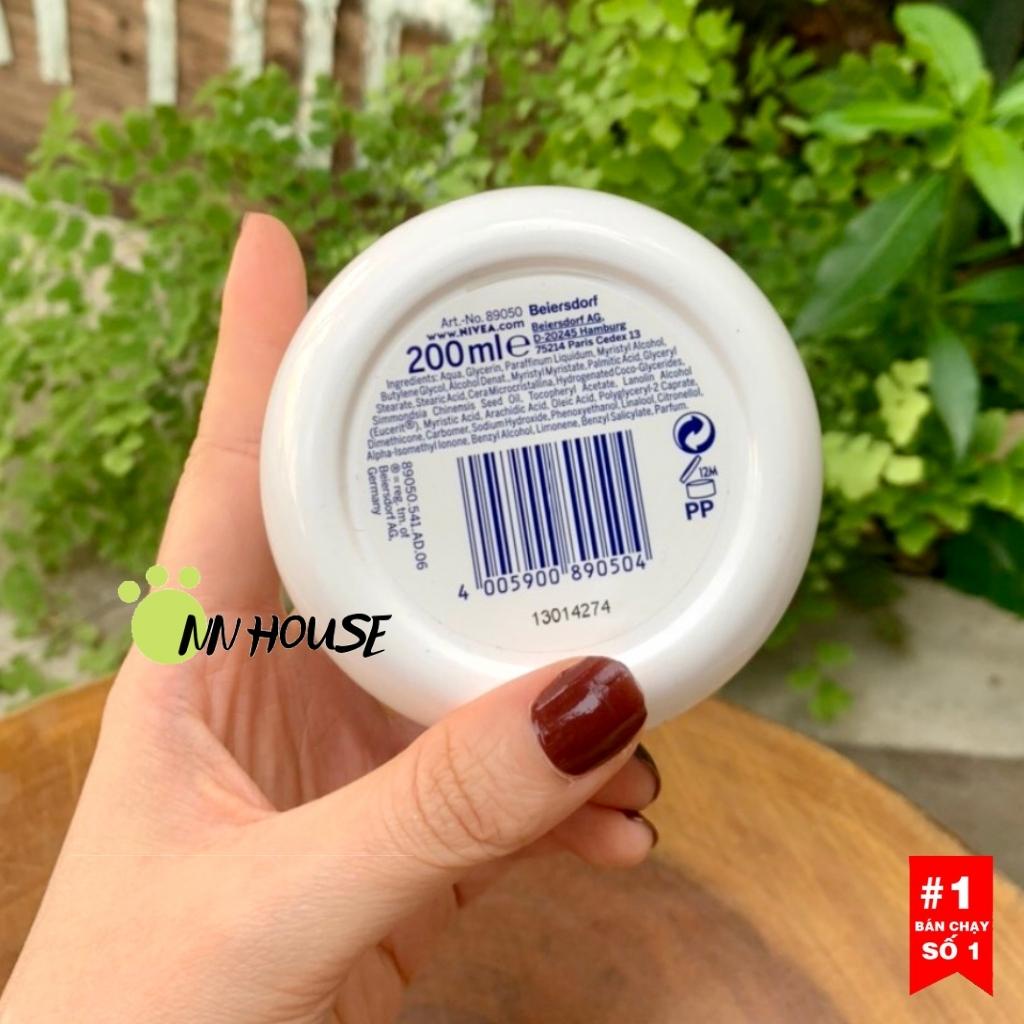 Art.-No. 89050 Beiersdorf
www.NIVEA.com Beiersdorf AG.
D-20245 Hamburg
200 ml e 75214 Paris Cedex 13
Ingredients: Aqua, Glycerin, Paraffinum Liquidum, Myristyl Alcohol,
Butylene Glycol, Alcohol Denat., Myristyl Myristate, Palmitic Acid, Glyceryl
Stearate, Stearic Acid, Cera Microcristallina, Hydrogenated Coco-Glycerides,
Simmondsia Chinensis Seed Oil, Tocopheryl Acetate, Lanolin Alcohol
(Eucerit®), Myristic Acid, Arachidic Acid, Oleic Acid, Polyglyceryl-2 Caprate,
Dimethicone, Carbomer, Sodium Hydroxide, Phenoxyethanol, Linalool, Citronellol,
Alpha-Isomethyl Ionone, Benzyl Alcohol, Limonene, Benzyl Salicylate, Parfum
89050.541.AD.06
® = reg. tm. of
Beiersdorf AG.
Germany
12M
PP
4 005900 890504
13014274
NN HOUSE
#1
BÁN CHẠY
SỐ 1